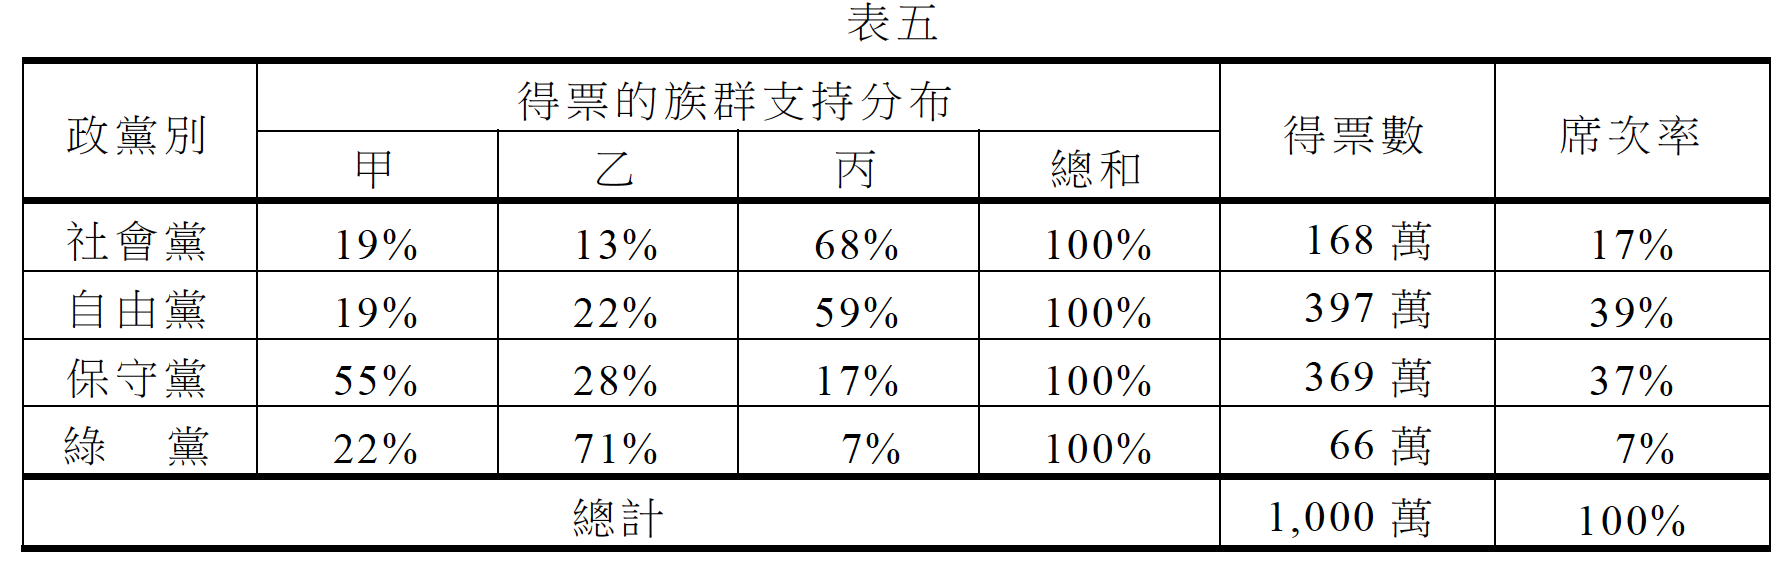 表五
政黨別 得票的族群支持分布 得票數 席次率
甲 乙 丙 總和
社會黨 19% 13% 68% 100% 168 萬 17%
自由黨 19% 22% 59% 100% 397 萬 39%
保守黨 55% 28% 17% 100% 369 萬 37%
綠 黨 22% 71% 7% 100% 66 萬 7%
總計 1,000 萬 100%